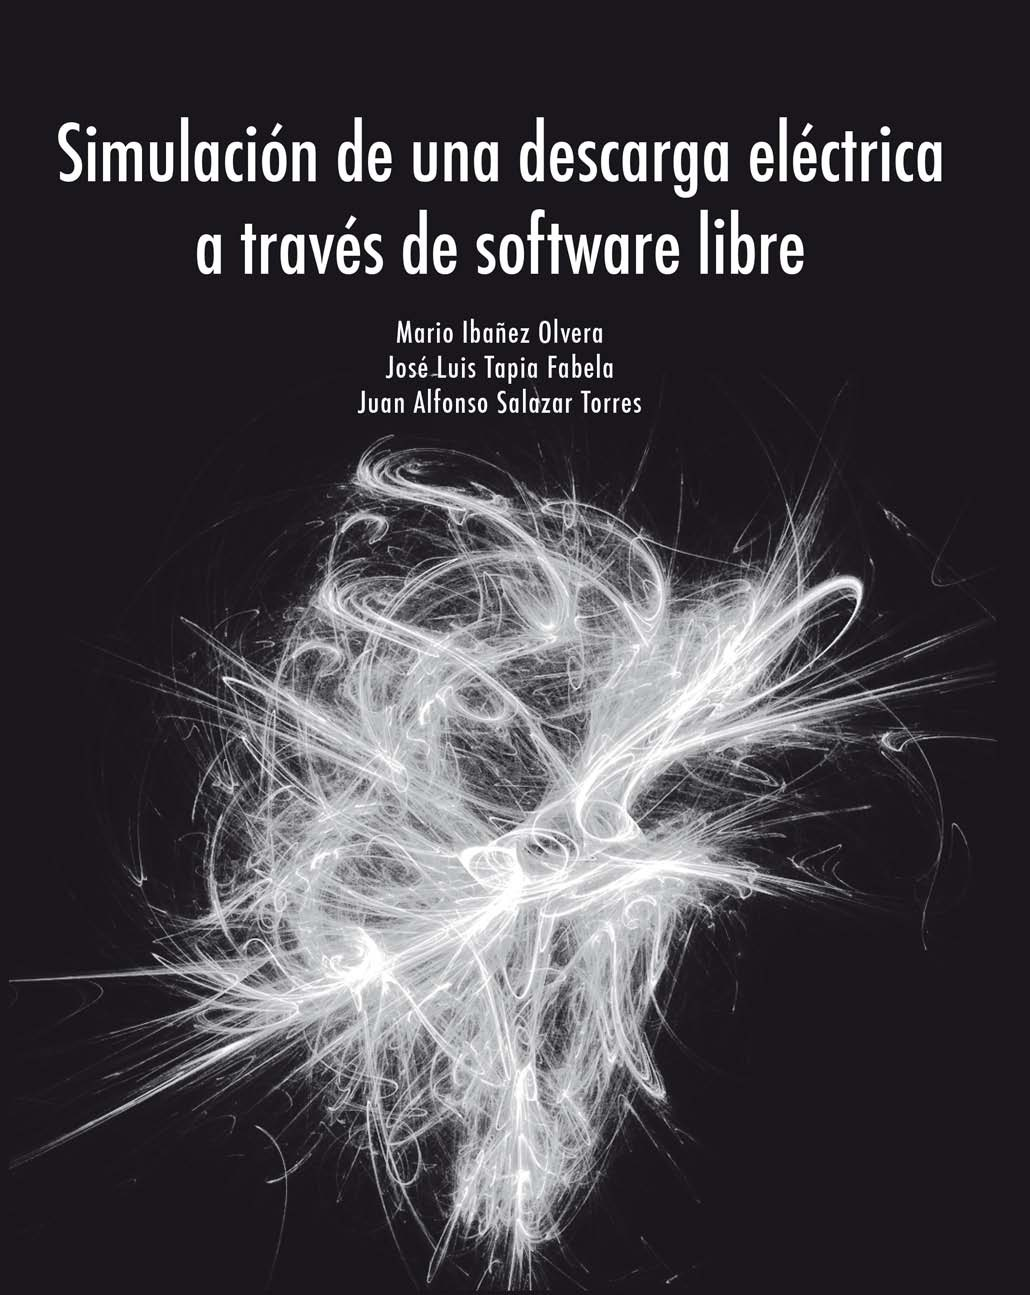 Simulación de una descarga eléctrica
a través de software libre
Mario Ibañez Olvera
José Luis Tapia Fabela
Juan Alfonso Salazar Torres